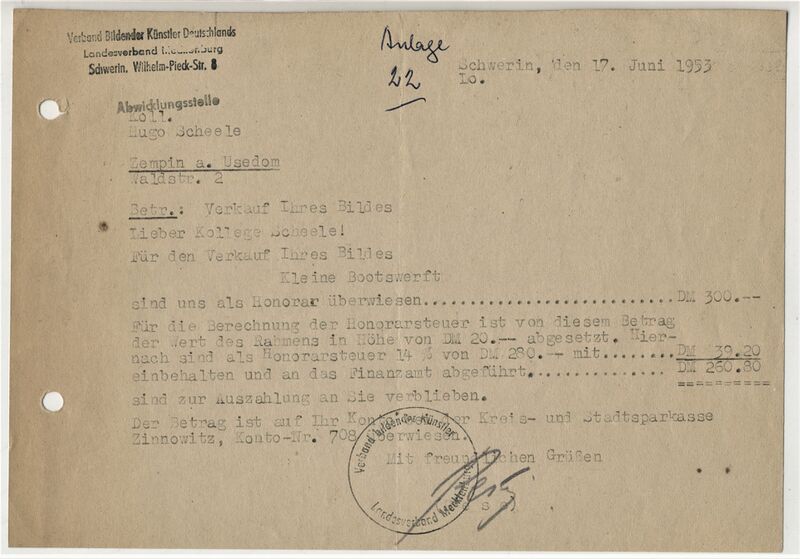 Verband Bildender Künstler Deutschlands
Landesverband Mecklenburg
Schwerin, Wilhelm-Pieck-Str. 8
Anlage
22
Schwerin, den 17. Juni 1953
Lo.
Abwicklungsstelle
Koll.
Hugo Scheele
Zempin a. Usedom
Waldstr. 2
Betr.: Verkauf Ihres Bildes
Lieber Kollege Scheele!
Für den Verkauf Ihres Bildes
Kleine Bootswerft
sind uns als Honorar überwiesen............................DM 300.--
Für die Berechnung der Honorarsteuer ist von diesem Betrag
der Wert des Rahmens in Höhe von DM 20.-- abgesetzt. Hier-
nach sind als Honorarsteuer 14 % von DM 280.-- mit........DM 39.20
einbehalten und an das Finanzamt abgeführt...............DM 260.80
==========
sind zur Auszahlung an Sie verblieben.
Der Betrag ist auf Ihr Konto bei der Kreis- und Stadtsparkasse
Zinnowitz, Konto-Nr. 708 überwiesen.
Mit freundlichen Grüßen
Verband bildender Künstler
Landesverband Mecklenburg